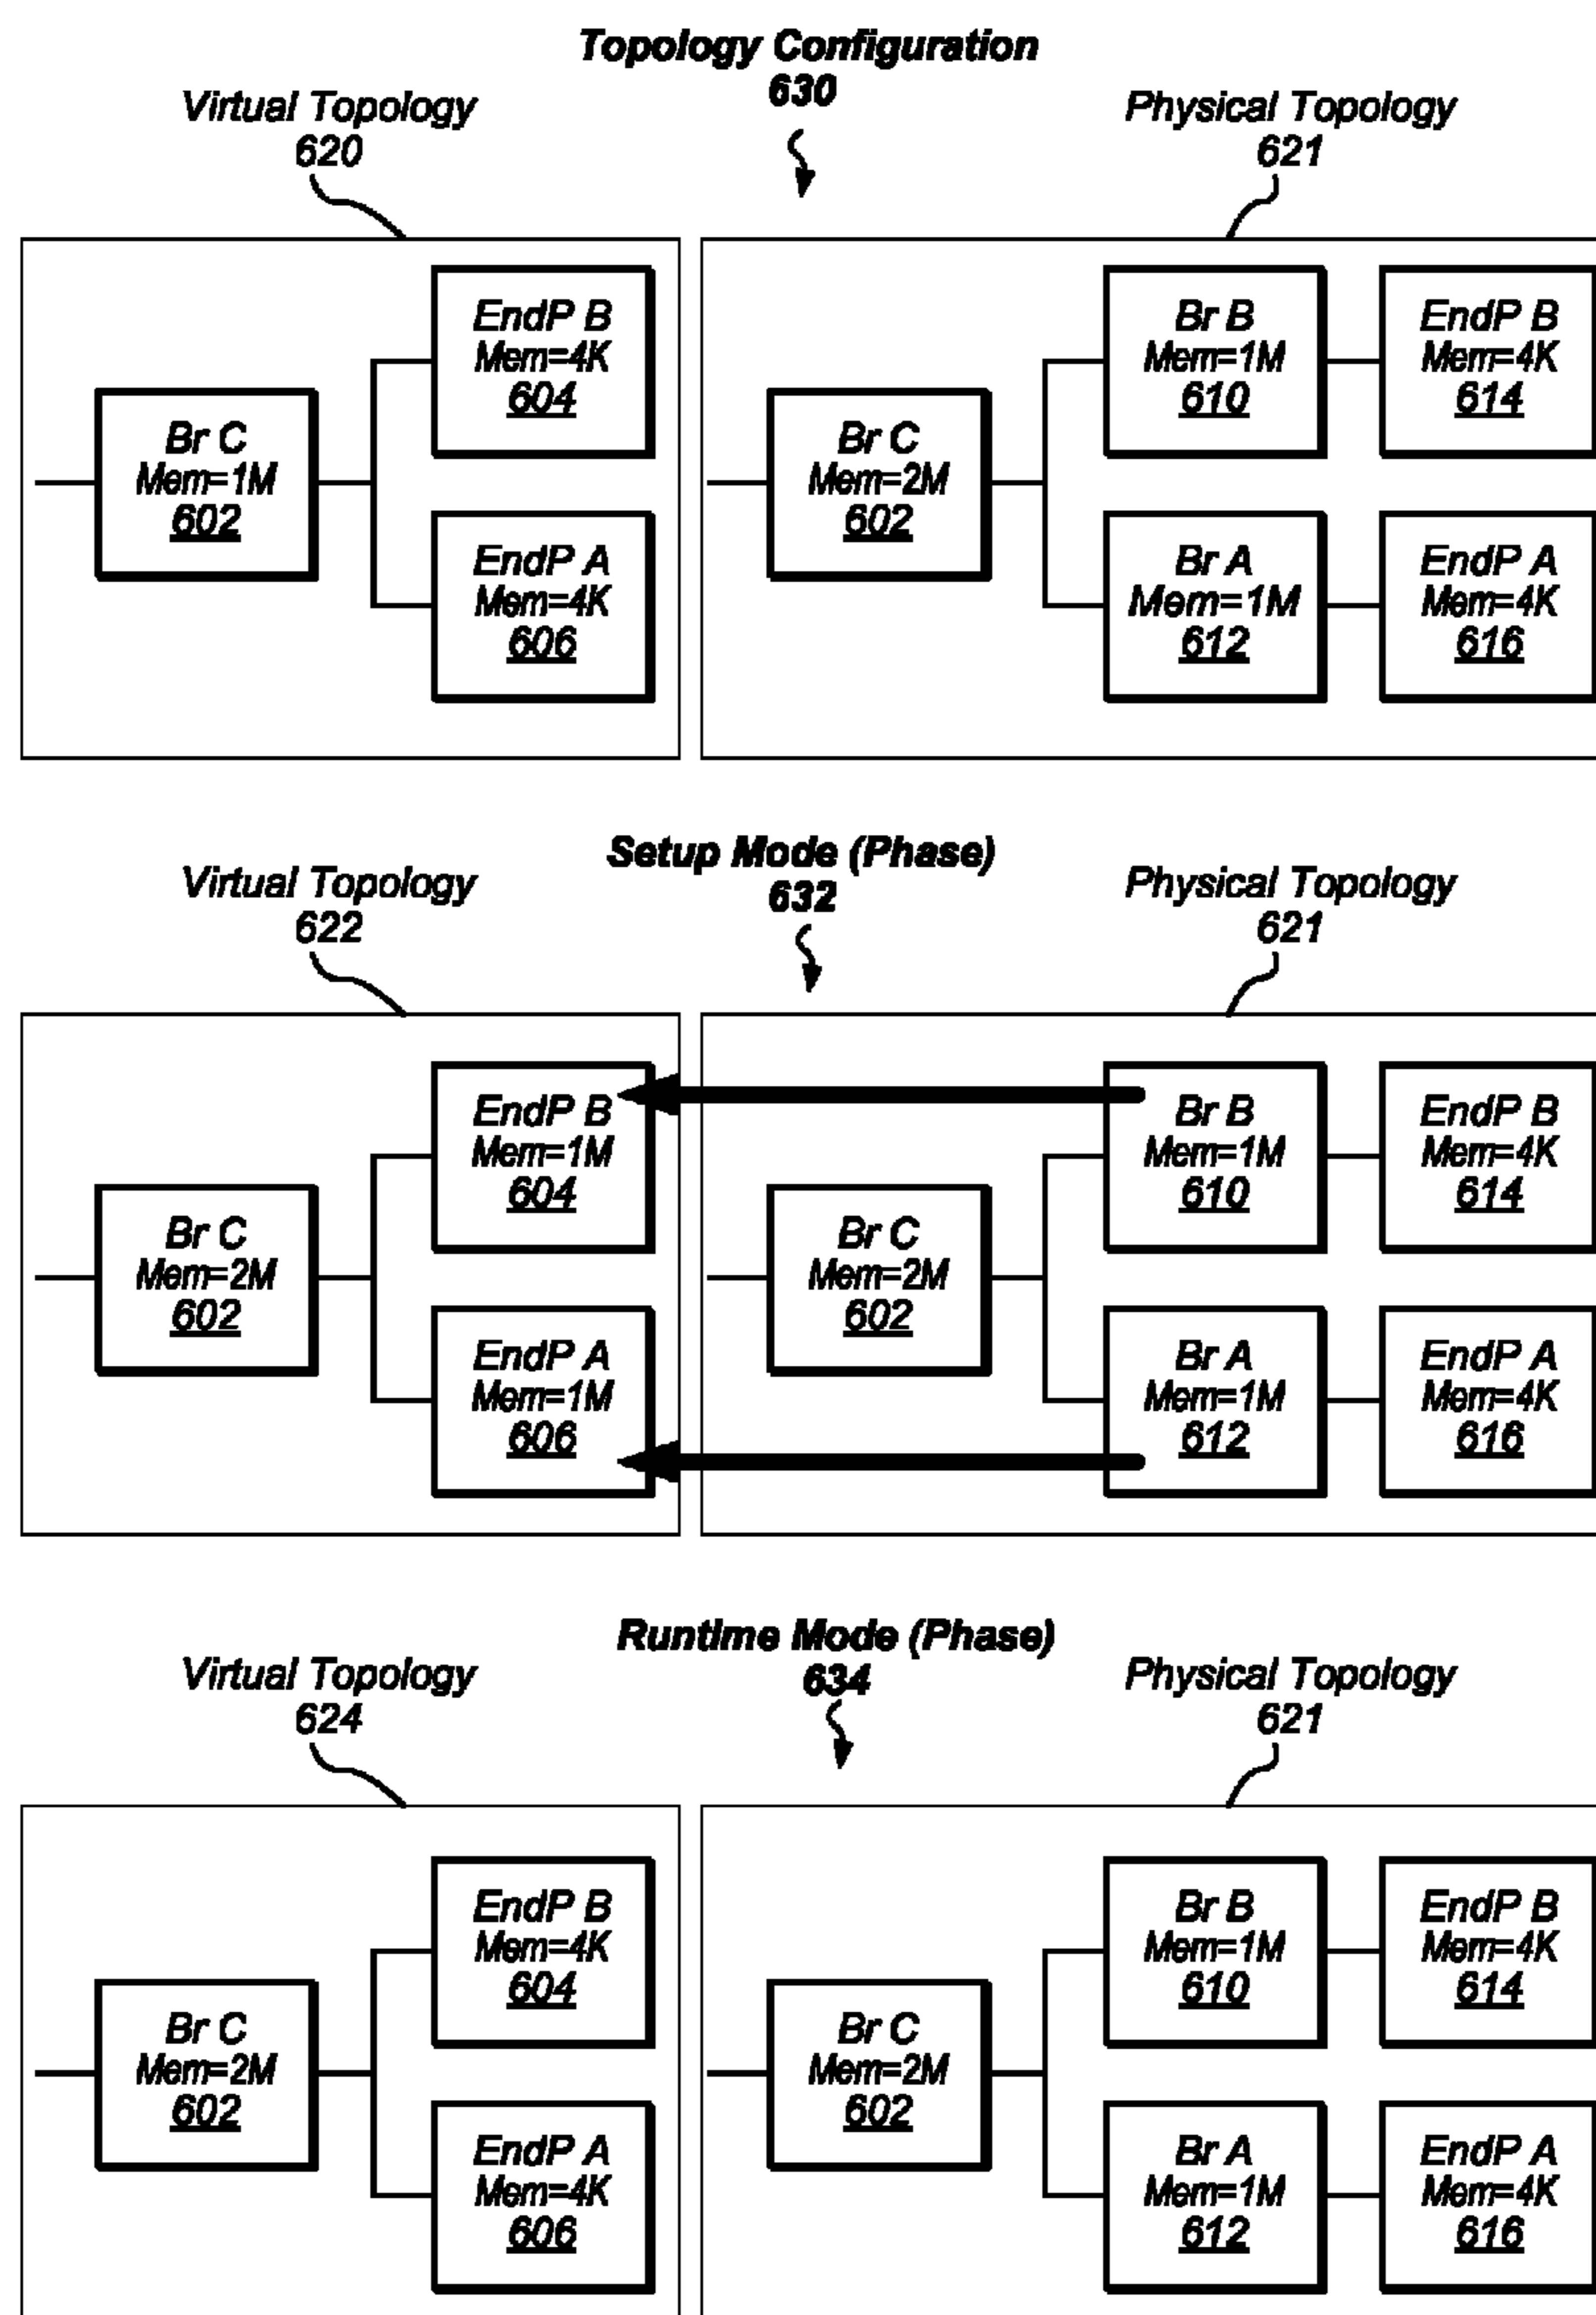 Topology Configuration
630
Virtual Topology
620
Physical Topology
621
EndP B
Mem=4K
604
Br C
Mem=1M
602
EndP A
Mem=4K
606
Br B
Mem=1M
610
EndP B
Mem=4K
614
Br C
Mem=2M
602
Br A
Mem=1M
612
EndP A
Mem=4K
616
Setup Mode (Phase)
632
Virtual Topology
622
Physical Topology
621
EndP B
Mem=1M
604
Br C
Mem=2M
602
EndP A
Mem=1M
606
Br B
Mem=1M
610
EndP B
Mem=4K
614
Br C
Mem=2M
602
Br A
Mem=1M
612
EndP A
Mem=4K
616
Runtime Mode (Phase)
634
Virtual Topology
624
Physical Topology
621
EndP B
Mem=4K
604
Br C
Mem=2M
602
EndP A
Mem=4K
606
Br B
Mem=1M
610
EndP B
Mem=4K
614
Br C
Mem=2M
602
Br A
Mem=1M
612
EndP A
Mem=4K
616